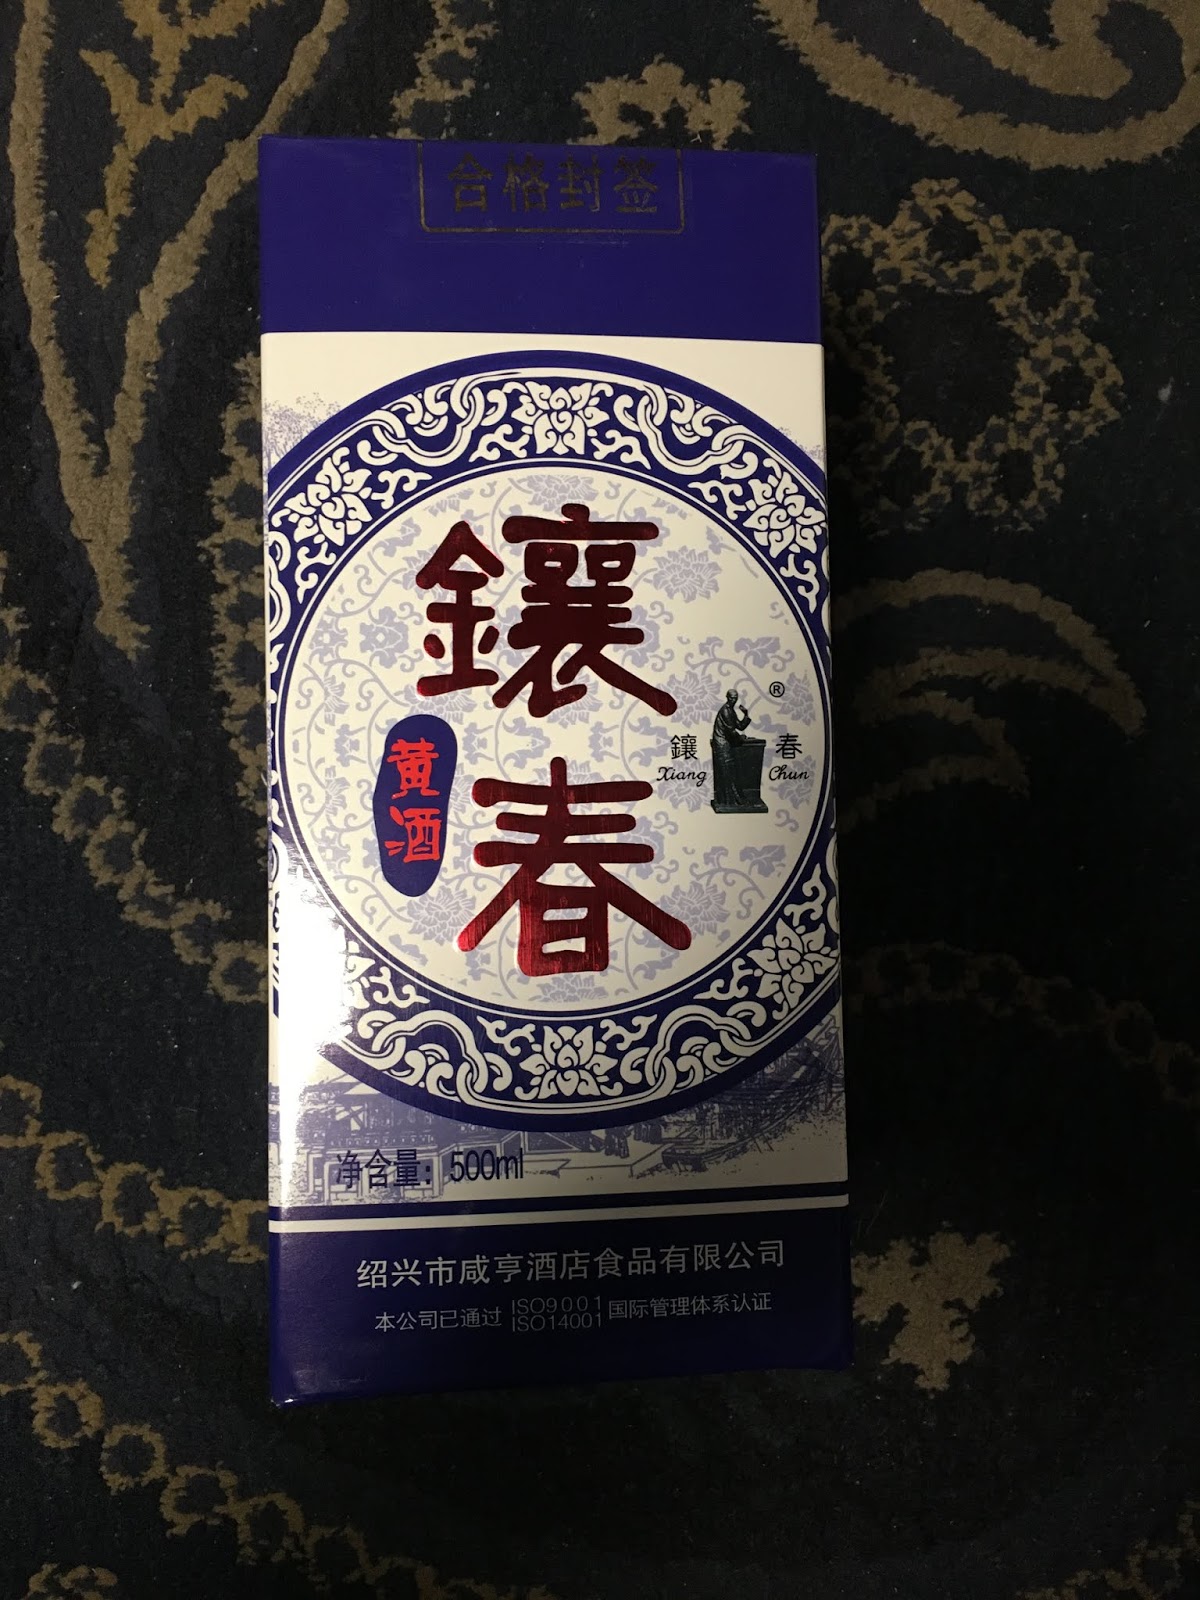 合格封签
鑲春
黄酒
®
鑲 春
Xiang Chun
净含量：500ml
绍兴市咸亨酒店食品有限公司
本公司已通过 ISO9001 ISO14001 国际管理体系认证